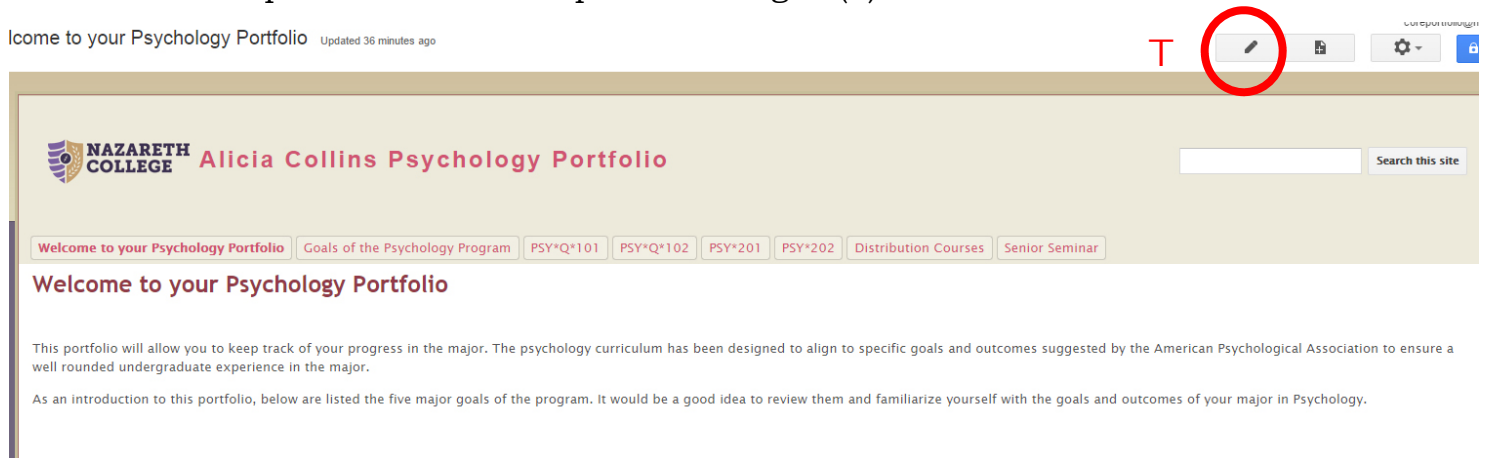 lcome to your Psychology Portfolio Updated 36 minutes ago
T
NAZARETH
COLLEGE
Alicia Collins Psychology Portfolio
Search this site
Welcome to your Psychology Portfolio Goals of the Psychology Program PSY*Q*101 PSY*Q*102 PSY*201 PSY*202 Distribution Courses Senior Seminar
Welcome to your Psychology Portfolio
This portfolio will allow you to keep track of your progress in the major. The psychology curriculum has been designed to align to specific goals and outcomes suggested by the American Psychological Association to ensure a
well rounded undergraduate experience in the major.
As an introduction to this portfolio, below are listed the five major goals of the program. It would be a good idea to review them and familiarize yourself with the goals and outcomes of your major in Psychology.